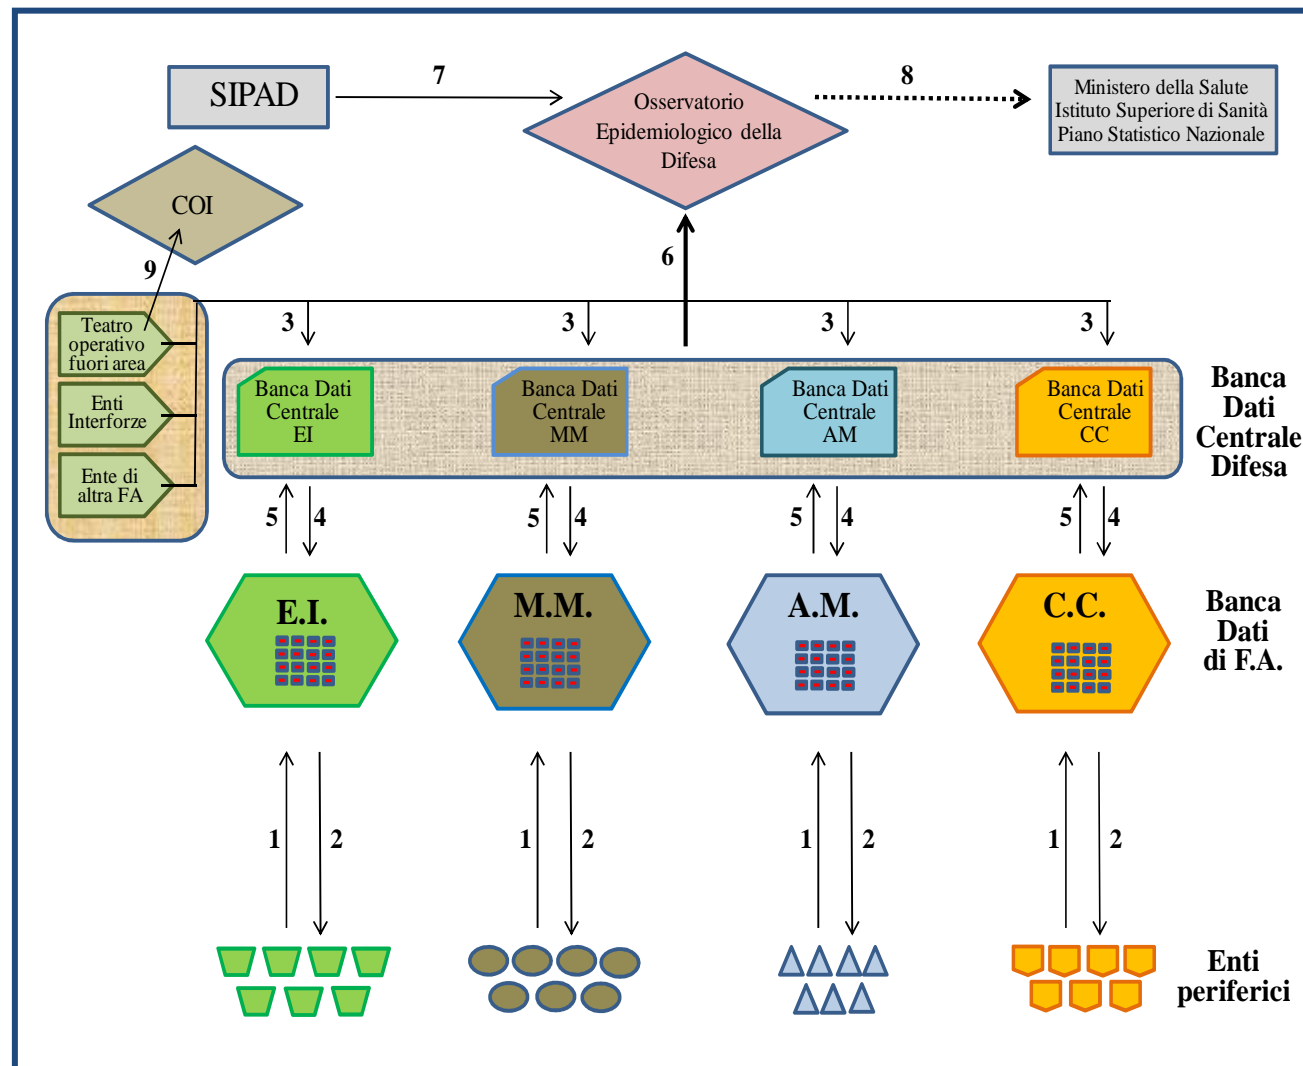 SIPAD
7
Osservatorio
Epidemiologico della
Difesa
8
Ministero della Salute
Istituto Superiore di Sanità
Piano Statistico Nazionale
COI
9
6
Teatro
operativo
fuori area
Enti
Interforze
Ente di
altra FA
3
3
3
3
Banca Dati
Centrale
EI
Banca Dati
Centrale
MM
Banca Dati
Centrale
AM
Banca Dati
Centrale
CC
Banca
Dati
Centrale
Difesa
5 4
5 4
5 4
5 4
E.I.
M.M.
A.M.
C.C.
Banca
Dati
di F.A.
1 2
1 2
1 2
1 2
Enti
periferici